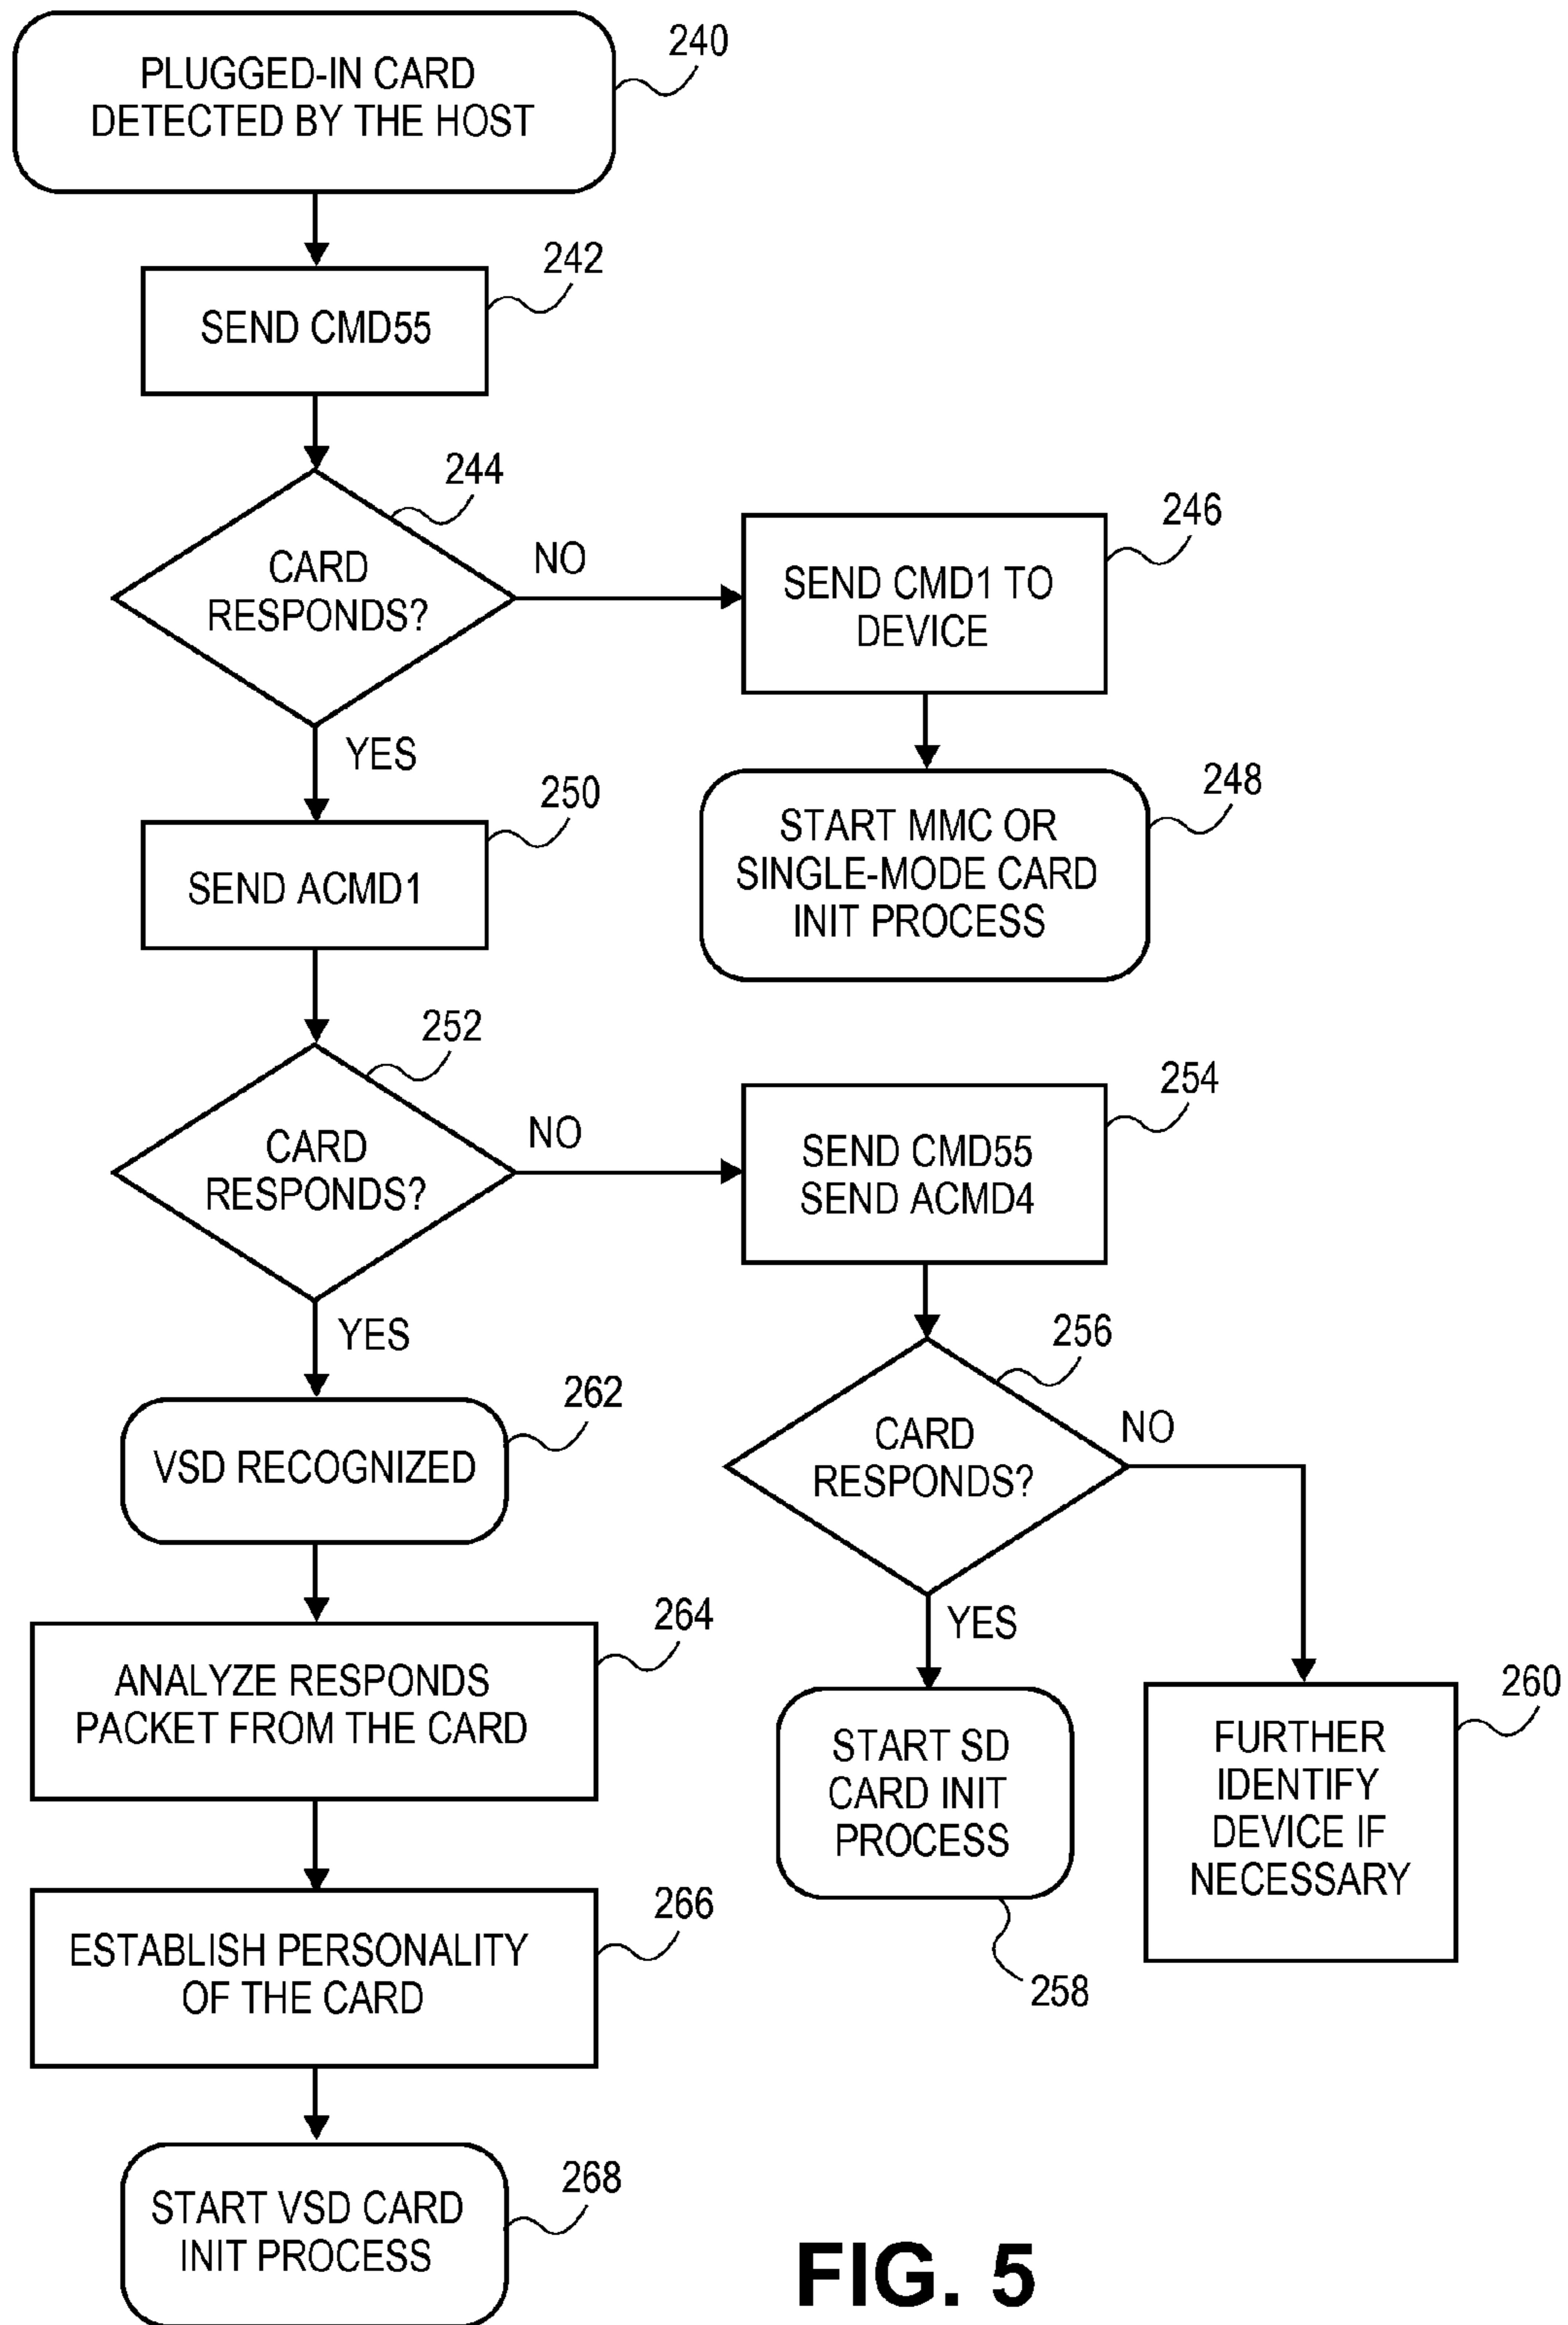 PLUGGED-IN CARD
DETECTED BY THE HOST
240
SEND CMD55
242
CARD
RESPONDS?
244
NO
YES
SEND CMD1 TO
DEVICE
246
START MMC OR
SINGLE-MODE CARD
INIT PROCESS
248
SEND ACMD1
250
CARD
RESPONDS?
252
NO
YES
SEND CMD55
SEND ACMD4
254
CARD
RESPONDS?
256
NO
YES
START SD
CARD INIT
PROCESS
258
FURTHER
IDENTIFY
DEVICE IF
NECESSARY
260
VSD RECOGNIZED
262
ANALYZE RESPONDS
PACKET FROM THE CARD
264
ESTABLISH PERSONALITY
OF THE CARD
266
START VSD CARD
INIT PROCESS
268
FIG. 5